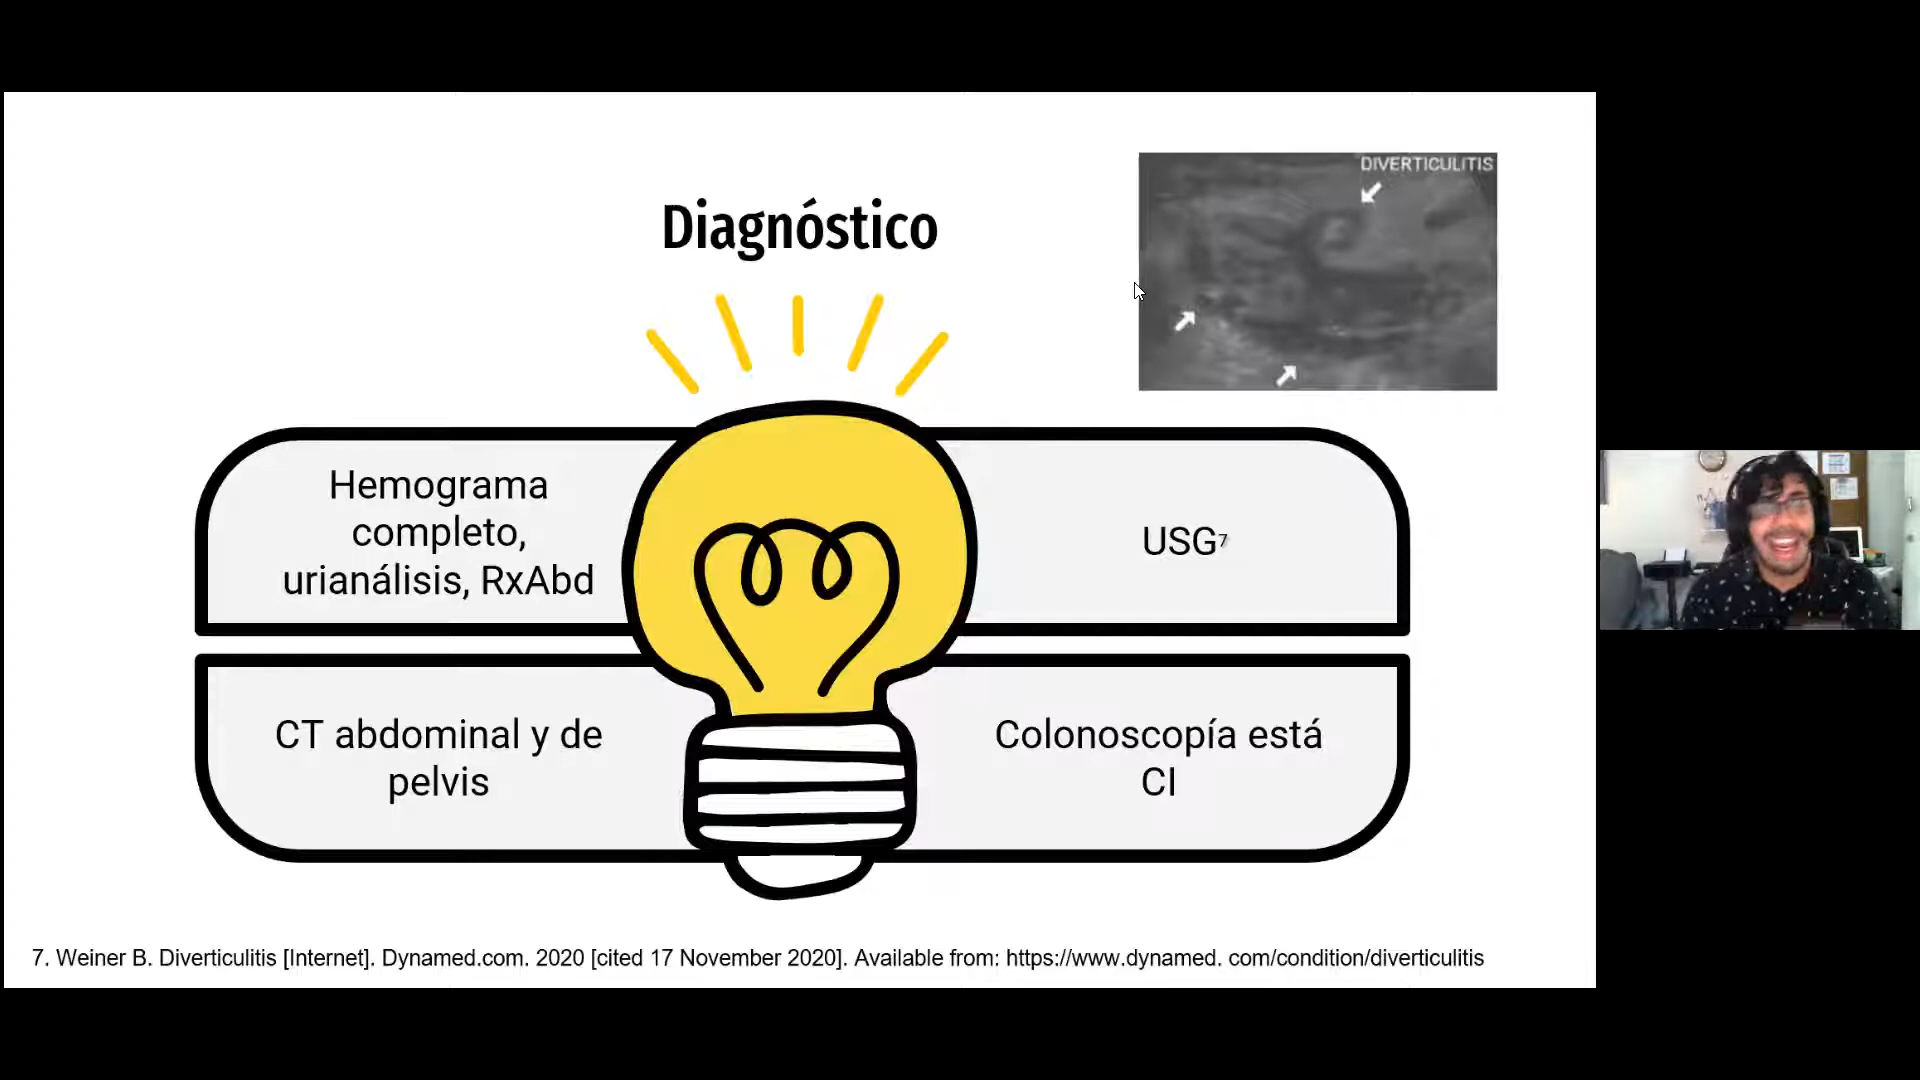 DIVERTICULITIS
Diagnóstico
Hemograma
completo,
urianálisis, RxAbd
USG7
CT abdominal y de
pelvis
Colonoscopía está
CI
7. Weiner B. Diverticulitis [Internet]. Dynamed.com. 2020 [cited 17 November 2020]. Available from: https://www.dynamed. com/condition/diverticulitis